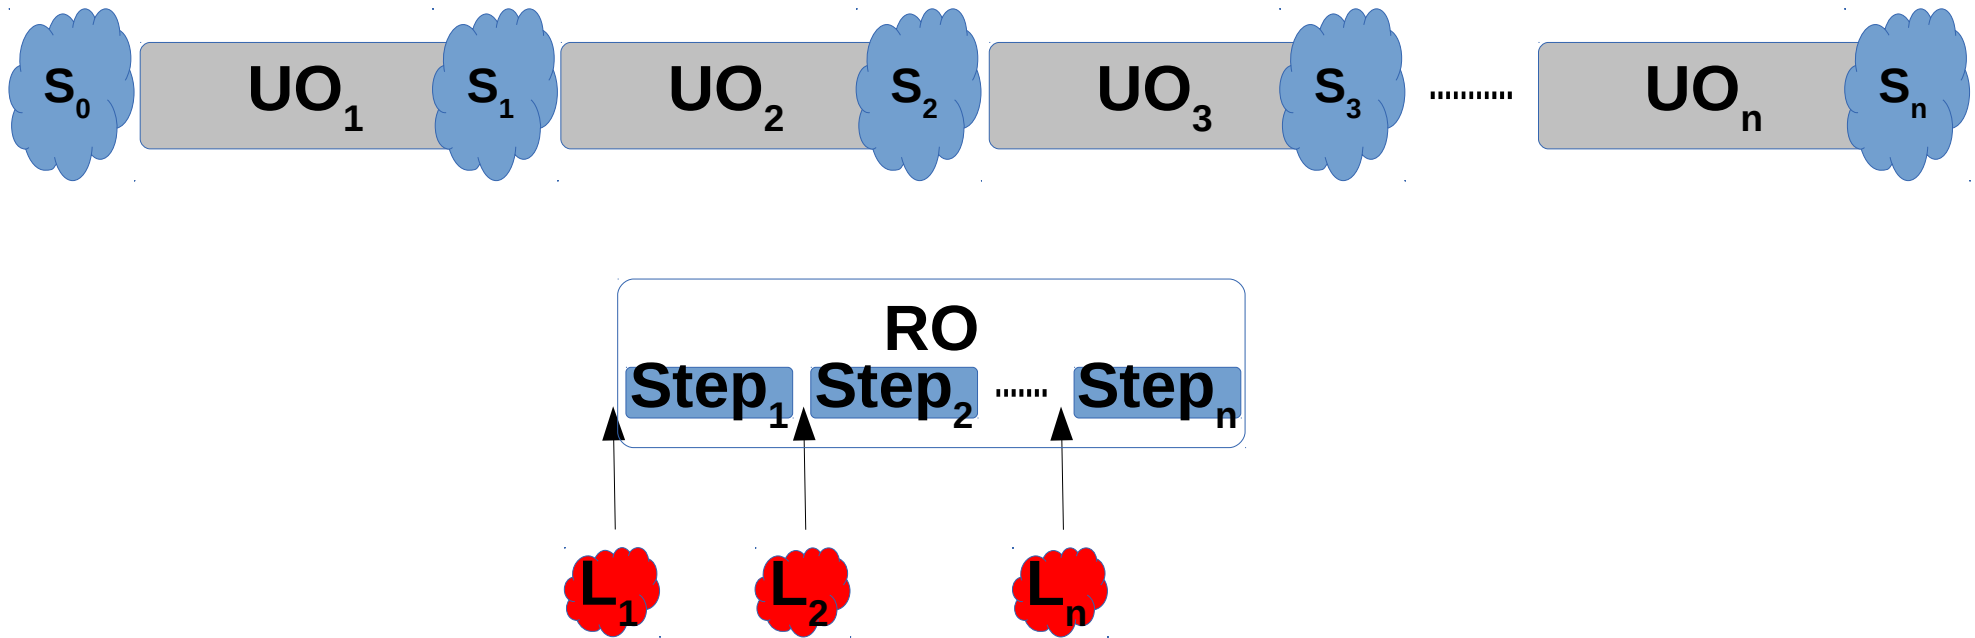 S0 UO1 S1 UO2 S2 UO3 S3 ........... UOn Sn
RO
Step1 Step2 ....... Stepn
L1 L2 Ln